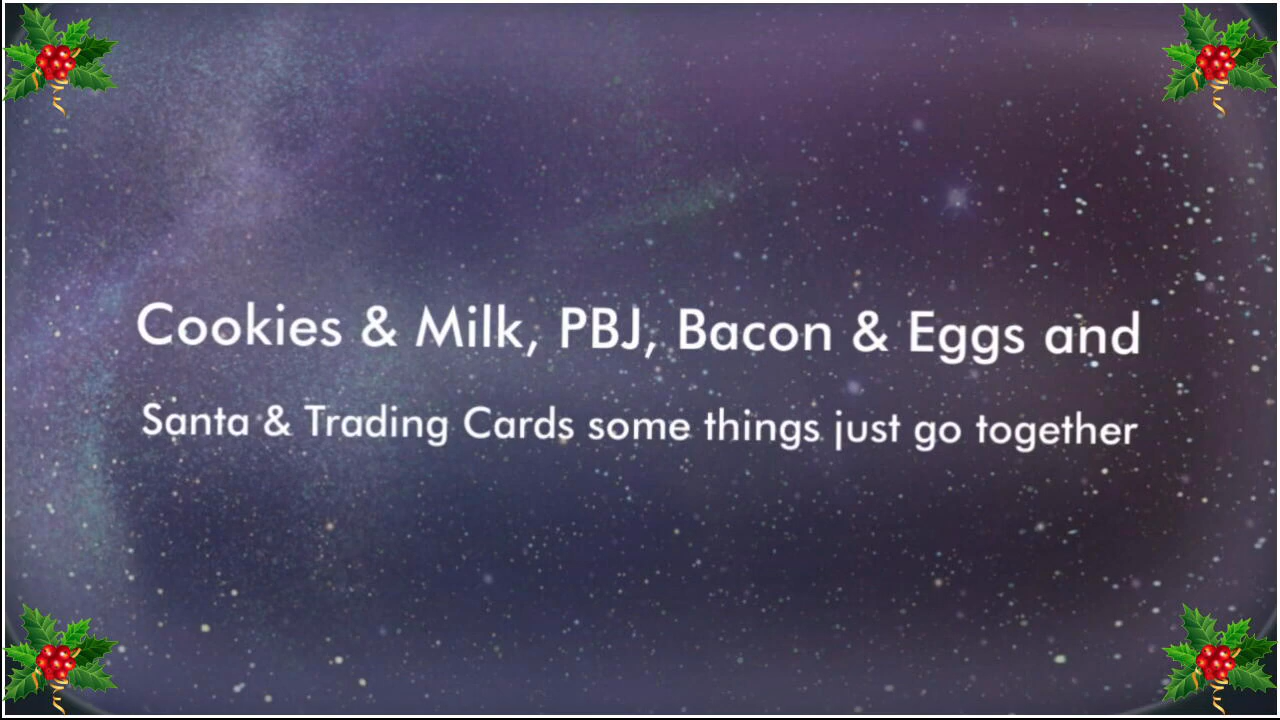 Cookies & Milk, PBJ, Bacon & Eggs and
Santa & Trading Cards some things just go together